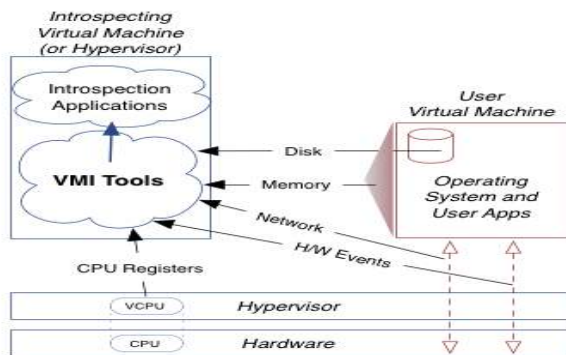 Introspecting
Virtual Machine
(or Hypervisor)
Introspection
Applications
VMI Tools
User
Virtual Machine
Disk
Memory
Network
H/W Events
Operating
System and
User Apps
CPU Registers
VCPU
Hypervisor
CPU
Hardware